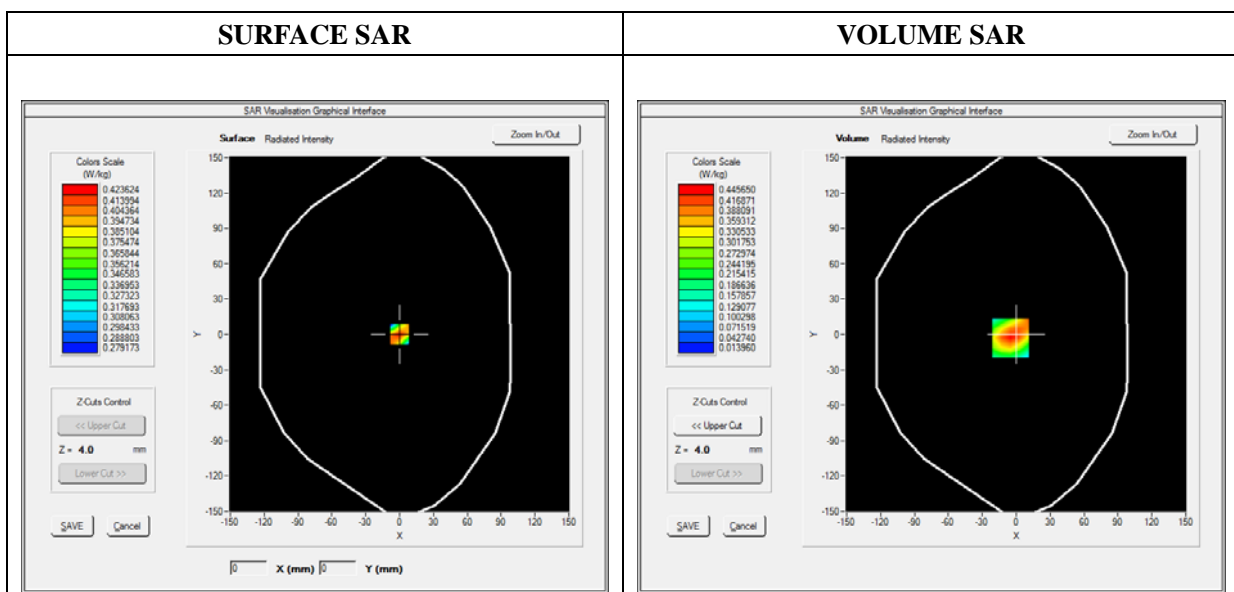 SURFACE SAR
VOLUME SAR
SAR Visualisation Graphical Interface
Surface Radiated Intensity
Zoom In/Out
Colors Scale
(W/kg)
0.423624
0.413994
0.404364
0.394734
0.385104
0.375474
0.365844
0.356214
0.346583
0.336953
0.327323
0.317693
0.308063
0.298433
0.288803
0.279173
Z-Cuts Control
<< Upper Cut
Z = 4.0 mm
Lower Cut >>
SAVE Cancel
150
120
90
60
30
0
-30
-60
-90
-120
-150
Y
-150 -120 -90 -60 -30 0 30 60 90 120 150
X
0 X (mm) 0 Y (mm)
SAR Visualisation Graphical Interface
Volume Radiated Intensity
Zoom In/Out
Colors Scale
(W/kg)
0.445650
0.416871
0.388091
0.359312
0.330533
0.301753
0.272974
0.244195
0.215415
0.186636
0.157857
0.129077
0.100298
0.071519
0.042740
0.013960
Z-Cuts Control
<< Upper Cut
Z = 4.0 mm
Lower Cut >>
SAVE Cancel
150
120
90
60
30
0
-30
-60
-90
-120
-150
Y
-150 -120 -90 -60 -30 0 30 60 90 120 150
X